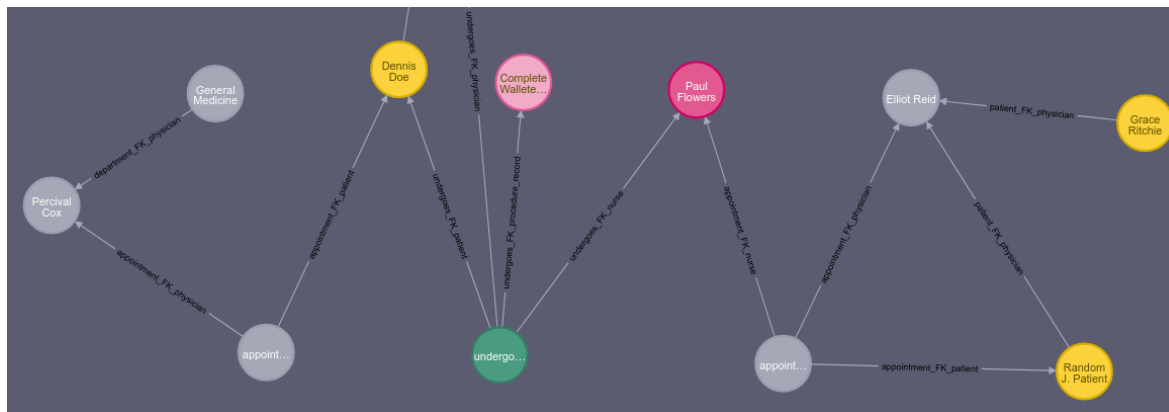 General
Medicine
Dennis
Doe
undergoes_FK_physician
Complete
Wallete…
Paul
Flowers
Elliot Reid
patient_FK_physician
Grace
Ritchie
department_FK_physician
Percival
Cox
appointment_FK_patient
undergoes_FK_patient
undergoes_FK_procedure_record
undergoes_FK_nurse
appointment_FK_nurse
appointment_FK_physician
patient_FK_physician
appointment_FK_physician
appoint…
undergo…
appoint…
appointment_FK_patient
Random
J. Patient